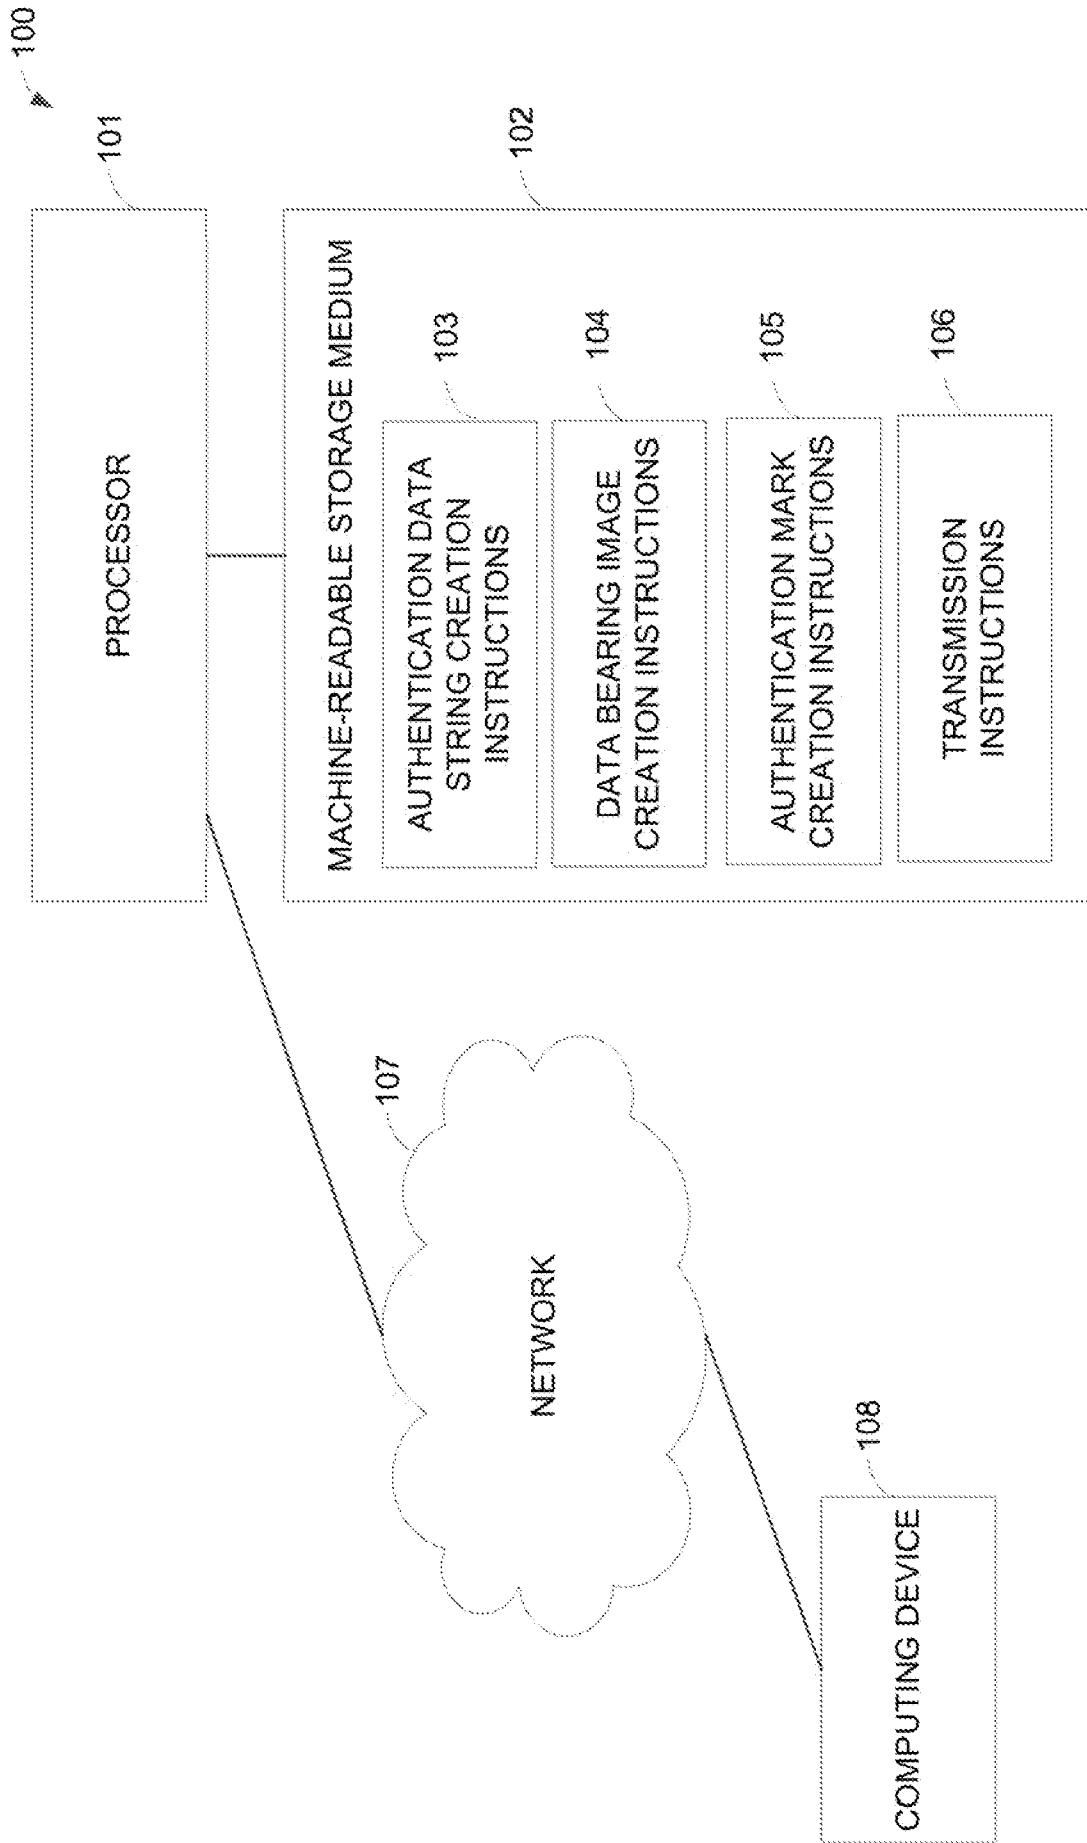 100
101
PROCESSOR
102
MACHINE-READABLE STORAGE MEDIUM
103
AUTHENTICATION DATA
STRING CREATION
INSTRUCTIONS
104
DATA BEARING IMAGE
CREATION INSTRUCTIONS
105
AUTHENTICATION MARK
CREATION INSTRUCTIONS
106
TRANSMISSION
INSTRUCTIONS
107
NETWORK
108
COMPUTING DEVICE